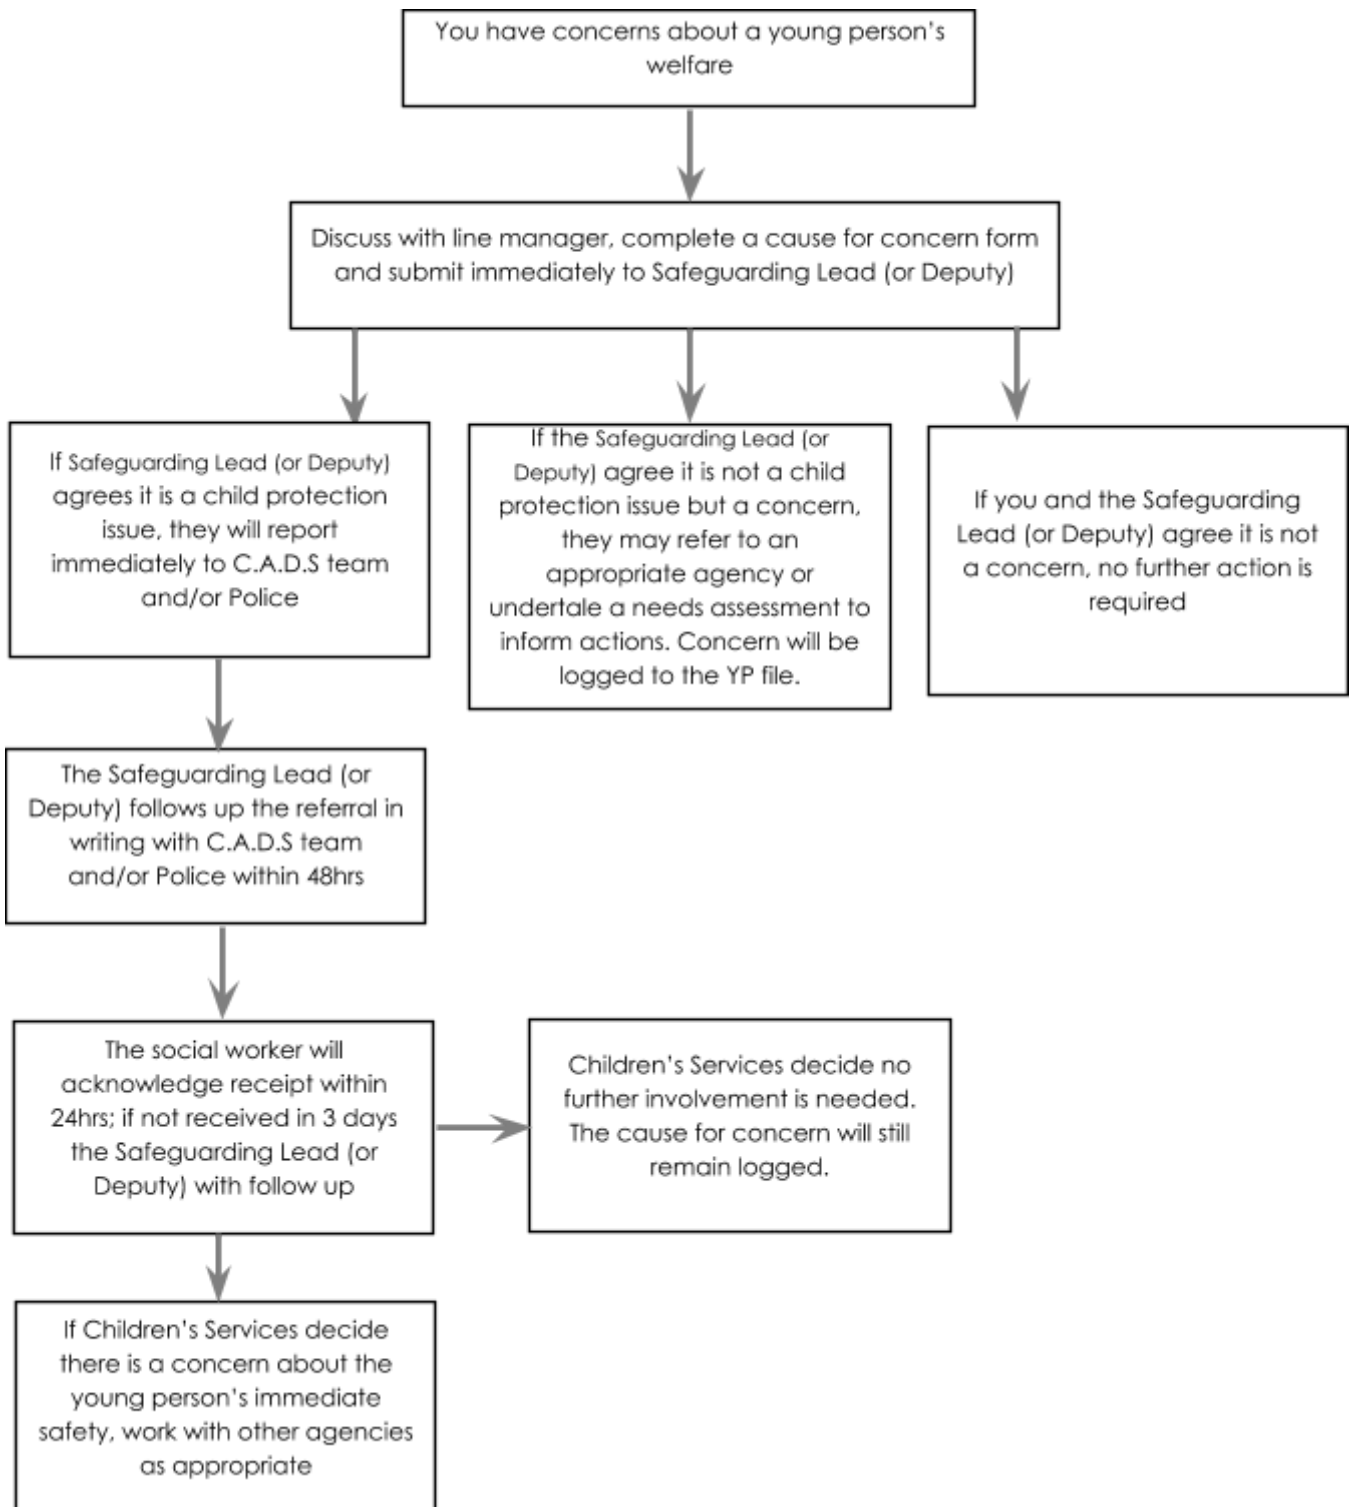 You have concerns about a young person's
welfare
Discuss with line manager, complete a cause for concern form
and submit immediately to Safeguarding Lead (or Deputy)
If Safeguarding Lead (or Deputy)
agrees it is a child protection
issue, they will report
immediately to C.A.D.S team
and/or Police
If the Safeguarding Lead (or
Deputy) agree it is not a child
protection issue but a concern,
they may refer to an
appropriate agency or
undertale a needs assessment to
inform actions. Concern will be
logged to the YP file.
If you and the Safeguarding
Lead (or Deputy) agree it is not
a concern, no further action is
required
The Safeguarding Lead (or
Deputy) follows up the referral in
writing with C.A.D.S team
and/or Police within 48hrs
The social worker will
acknowledge receipt within
24hrs; if not received in 3 days
the Safeguarding Lead (or
Deputy) with follow up
Children's Services decide no
further involvement is needed.
The cause for concern will still
remain logged.
If Children's Services decide
there is a concern about the
young person's immediate
safety, work with other agencies
as appropriate